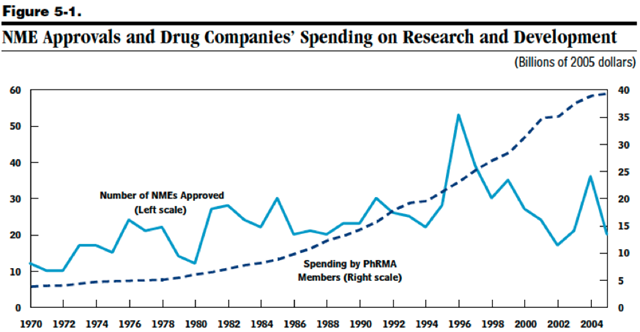 Figure 5-1.
NME Approvals and Drug Companies' Spending on Research and Development
(Billions of 2005 dollars)
60 40
50 35
40 30
30 25
20 20
10 15
0 10
5
0
Number of NMEs Approved
(Left scale)
Spending by PhRMA
Members (Right scale)
1970 1972 1974 1976 1978 1980 1982 1984 1986 1988 1990 1992 1994 1996 1998 2000 2002 2004